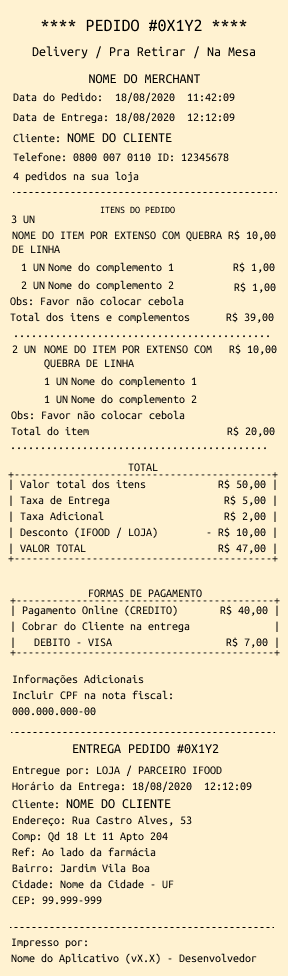 **** PEDIDO #0X1Y2 ****
Delivery / Pra Retirar / Na Mesa
NOME DO MERCHANT
Data do Pedido: 18/08/2020 11:42:09
Data de Entrega: 18/08/2020 12:12:09
Cliente: NOME DO CLIENTE
Telefone: 0800 007 0110 ID: 12345678
4 pedidos na sua loja
ITENS DO PEDIDO
3 UN
NOME DO ITEM POR EXTENSO COM QUEBRA R$ 10,00
DE LINHA
1 UN Nome do complemento 1 R$ 1,00
2 UN Nome do complemento 2 R$ 1,00
Obs: Favor não colocar cebola
Total dos itens e complementos R$ 39,00
2 UN NOME DO ITEM POR EXTENSO COM R$ 10,00
QUEBRA DE LINHA
1 UN Nome do complemento 1
1 UN Nome do complemento 2
Obs: Favor não colocar cebola
Total do item R$ 20,00
TOTAL
| Valor total dos itens R$ 50,00 |
| Taxa de Entrega R$ 5,00 |
| Taxa Adicional R$ 2,00 |
| Desconto (IFOOD / LOJA) - R$ 10,00 |
| VALOR TOTAL R$ 47,00 |
FORMAS DE PAGAMENTO
| Pagamento Online (CREDITO) R$ 40,00 |
| Cobrar do Cliente na entrega |
| DEBITO - VISA R$ 7,00 |
Informações Adicionais
Incluir CPF na nota fiscal:
000.000.000-00
ENTREGA PEDIDO #0X1Y2
Entregue por: LOJA / PARCEIRO IFOOD
Horário da Entrega: 18/08/2020 12:12:09
Cliente: NOME DO CLIENTE
Endereço: Rua Castro Alves, 53
Comp: Qd 18 Lt 11 Apto 204
Ref: Ao lado da farmácia
Bairro: Jardim Vila Boa
Cidade: Nome da Cidade - UF
CEP: 99.999-999
Impresso por:
Nome do Aplicativo (vX.X) - Desenvolvedor